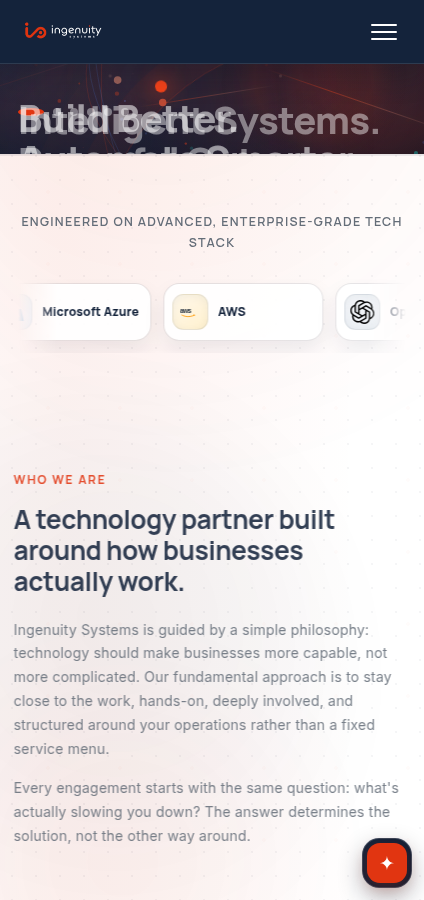 ingenuity
systems
Build Better.
Systems.
ENGINEERED ON ADVANCED, ENTERPRISE-GRADE TECH
STACK
Microsoft Azure
aws
AWS
WHO WE ARE
A technology partner built
around how businesses
actually work.
Ingenuity Systems is guided by a simple philosophy:
technology should make businesses more capable, not
more complicated. Our fundamental approach is to stay
close to the work, hands-on, deeply involved, and
structured around your operations rather than a fixed
service menu.
Every engagement starts with the same question: what's
actually slowing you down? The answer determines the
solution, not the other way around.